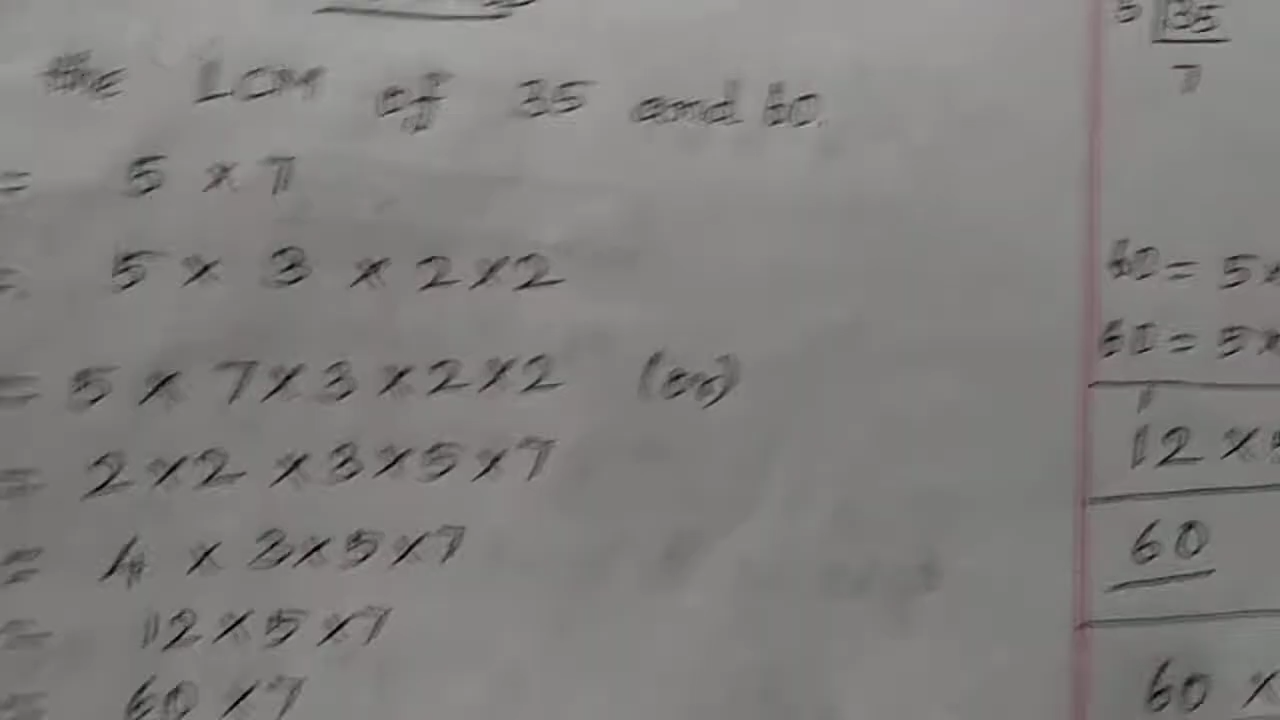 the LCM of 35 and 60.
= 5 × 7
= 5 × 3 × 2 × 2
= 5 × 7 × 3 × 2 × 2 (or)
= 2 × 2 × 3 × 5 × 7
= 4 × 3 × 5 × 7
= 12 × 5 × 7
= 60 × 7
5 35
7
60 = 5 ×
60 = 5 ×
12 ×
60
60 ×